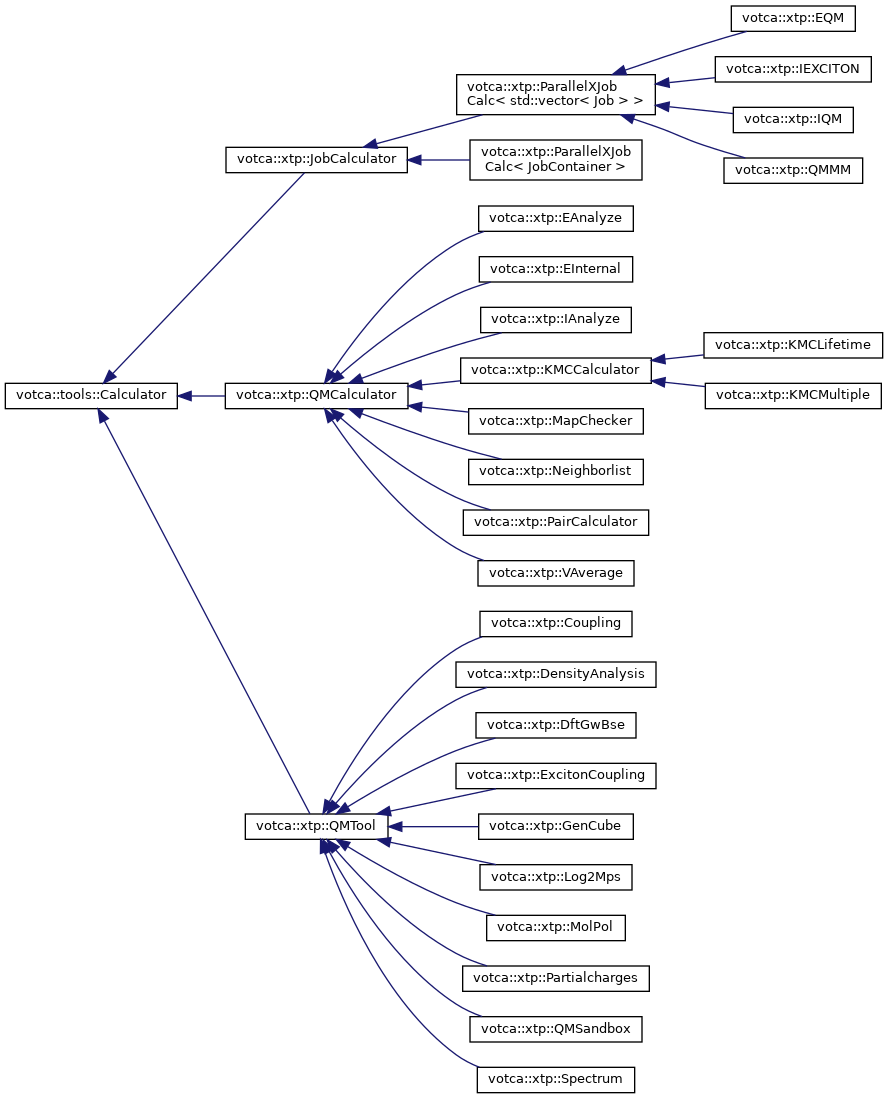 votca::xtp::EQM
votca::xtp::IEXCITON
votca::xtp::ParallelXJob
Calc< std::vector< Job > >
votca::xtp::IQM
votca::xtp::JobCalculator
votca::xtp::ParallelXJob
Calc< JobContainer >
votca::xtp::QMMM
votca::xtp::EAnalyze
votca::xtp::EInternal
votca::xtp::IAnalyze
votca::xtp::KMCLifetime
votca::xtp::KMCCalculator
votca::tools::Calculator
votca::xtp::QMCalculator
votca::xtp::KMCMultiple
votca::xtp::MapChecker
votca::xtp::Neighborlist
votca::xtp::PairCalculator
votca::xtp::VAverage
votca::xtp::Coupling
votca::xtp::DensityAnalysis
votca::xtp::DftGwBse
votca::xtp::ExcitonCoupling
votca::xtp::QMTool
votca::xtp::GenCube
votca::xtp::Log2Mps
votca::xtp::MolPol
votca::xtp::Partialcharges
votca::xtp::QMSandbox
votca::xtp::Spectrum